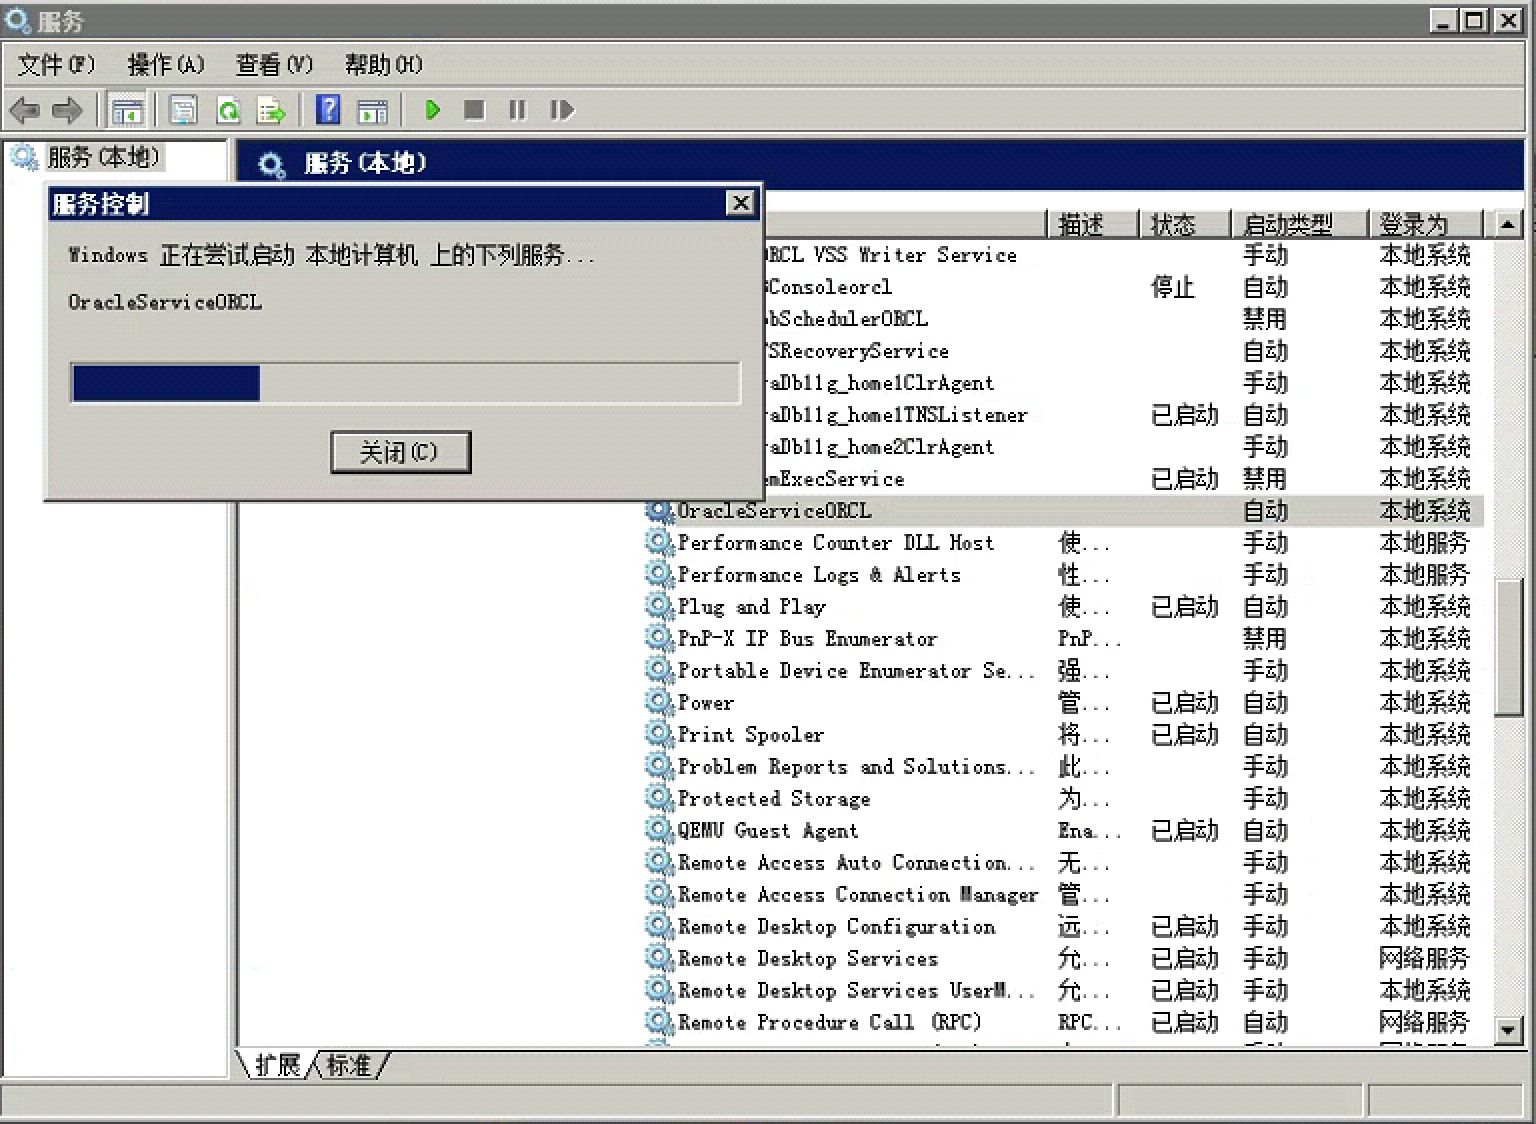 服务
文件(F) 操作(A) 查看(V) 帮助(H)
服务(本地)
服务(本地)
服务控制
Windows 正在尝试启动 本地计算机 上的下列服务...
OracleServiceORCL
关闭(C)
描述 状态 启动类型 登录为
ORCL VSS Writer Service 手动 本地系统
Consoleorcl 停止 自动 本地系统
bSchedulerORCL 禁用 本地系统
SRecoveryService 自动 本地系统
raDb11g_home1ClrAgent 手动 本地系统
raDb11g_home1TNSListener 已启动 自动 本地系统
raDb11g_home2ClrAgent 手动 本地系统
emExecService 已启动 禁用 本地系统
OracleServiceORCL 自动 本地系统
Performance Counter DLL Host 使... 手动 本地服务
Performance Logs & Alerts 性... 手动 本地服务
Plug and Play 使... 已启动 自动 本地系统
PnP-X IP Bus Enumerator PnP... 禁用 本地系统
Portable Device Enumerator Se... 强... 手动 本地系统
Power 管... 已启动 自动 本地系统
Print Spooler 将... 已启动 自动 本地系统
Problem Reports and Solutions... 此... 手动 本地系统
Protected Storage 为... 手动 本地系统
QEMU Guest Agent Ena... 已启动 自动 本地系统
Remote Access Auto Connection... 无... 手动 本地系统
Remote Access Connection Manager 管... 手动 本地系统
Remote Desktop Configuration 远... 已启动 手动 本地系统
Remote Desktop Services 允... 已启动 手动 网络服务
Remote Desktop Services UserM... 允... 已启动 手动 本地系统
Remote Procedure Call (RPC) RPC... 已启动 自动 网络服务
扩展 标准